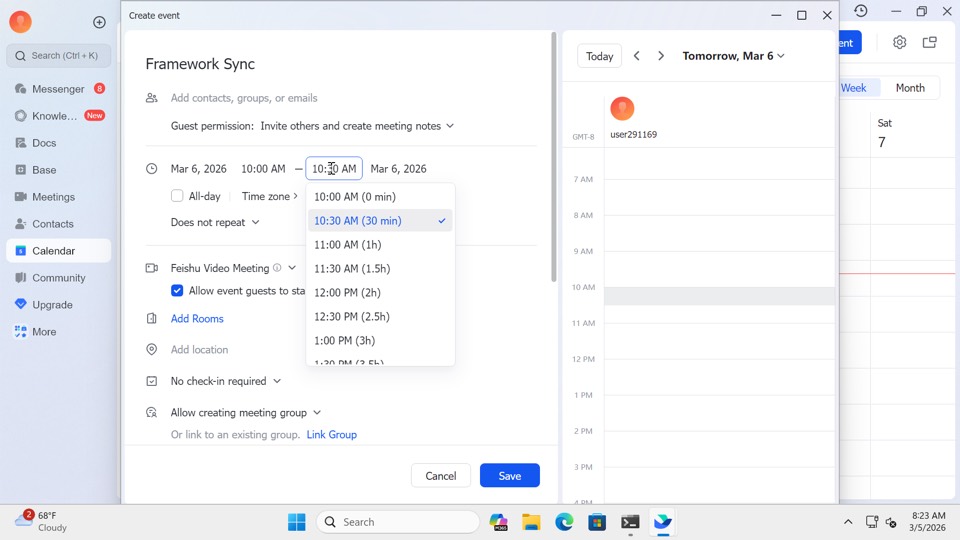 Create event
Search (Ctrl + K)
Messenger 8
Knowle... New
Docs
Base
Meetings
Contacts
Calendar
Community
Upgrade
More
Framework Sync
Add contacts, groups, or emails
Guest permission: Invite others and create meeting notes
Mar 6, 2026 10:00 AM – 10:30 AM Mar 6, 2026
All-day Time zone
Does not repeat
10:00 AM (0 min)
10:30 AM (30 min)
11:00 AM (1h)
11:30 AM (1.5h)
12:00 PM (2h)
12:30 PM (2.5h)
1:00 PM (3h)
1:30 PM (3.5h)
Feishu Video Meeting
Allow event guests to sta
Add Rooms
Add location
No check-in required
Allow creating meeting group
Or link to an existing group. Link Group
Cancel Save
Today Tomorrow, Mar 6
GMT-8 user291169
7 AM
8 AM
9 AM
10 AM
11 AM
12 PM
1 PM
2 PM
3 PM
4 PM
ent
Week Month
Sat
7
2
68°F
Cloudy
Search
8:23 AM
3/5/2026